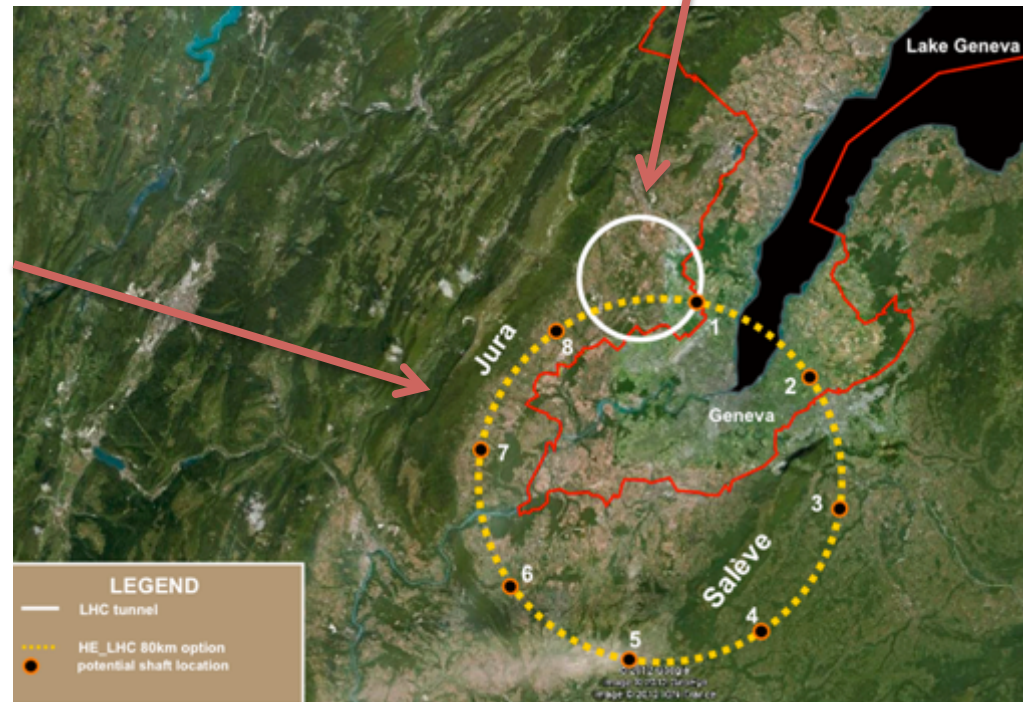 Lake Geneva
Jura
8
1
2
Geneva
7
3
Salève
6
4
5
LEGEND
LHC tunnel
HE_LHC 80km option
potential shaft location